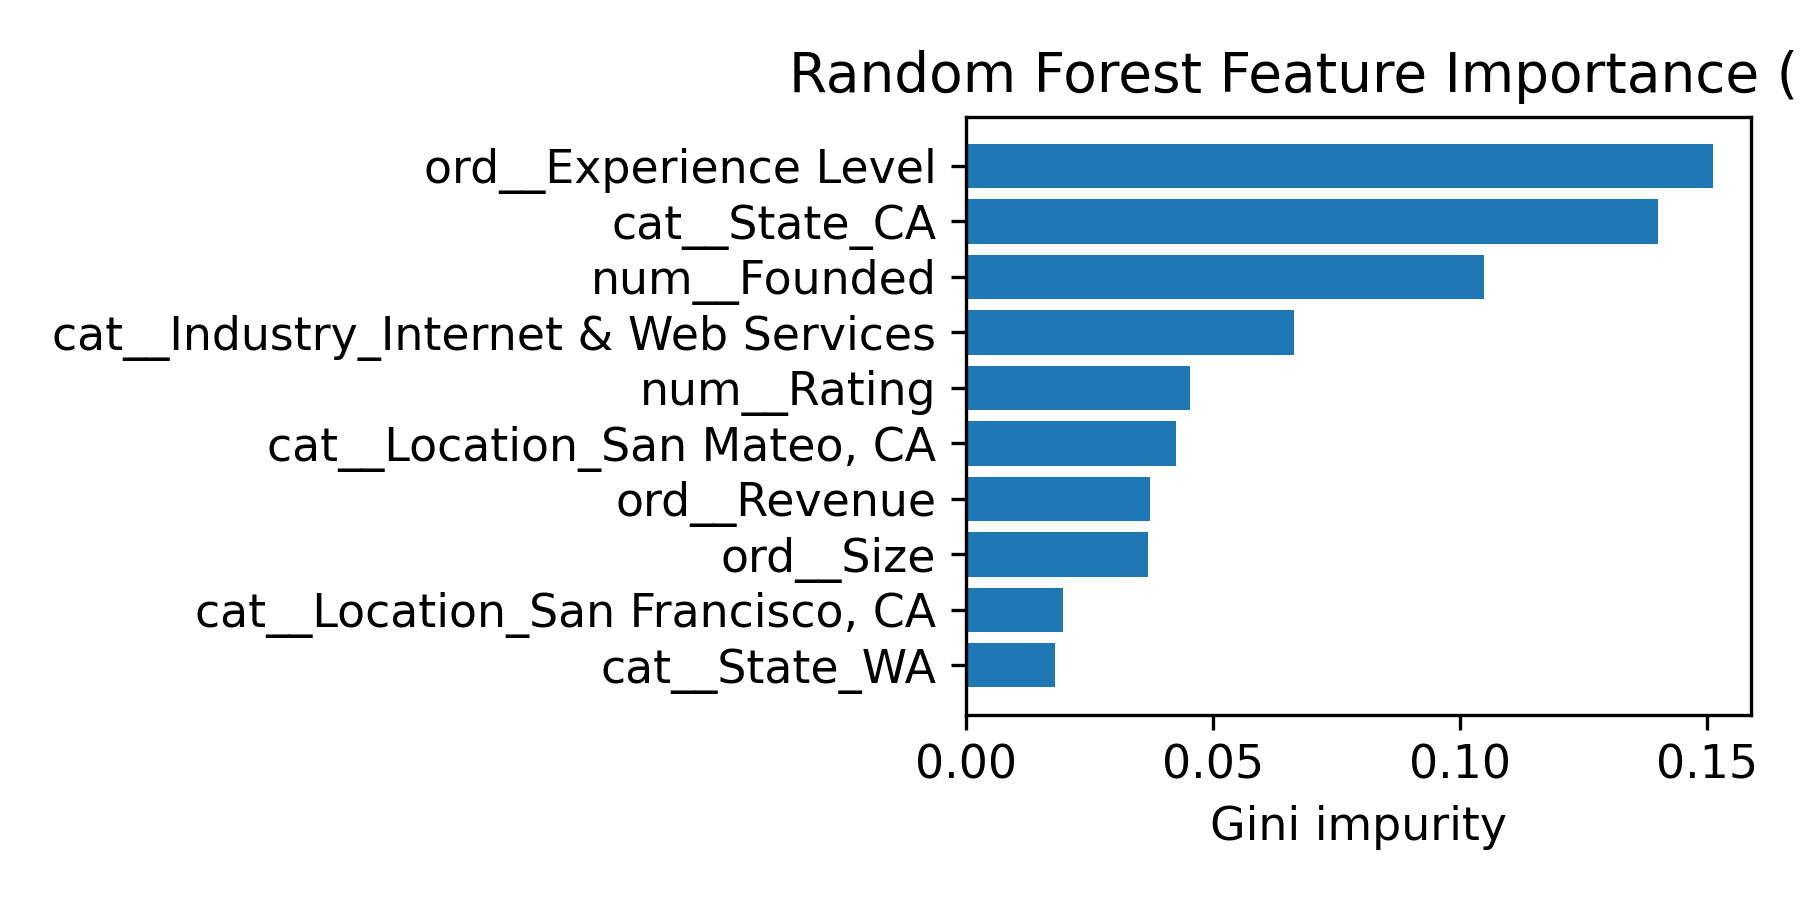 Random Forest Feature Importance (
ord__Experience Level
cat__State_CA
num__Founded
cat__Industry_Internet & Web Services
num__Rating
cat__Location_San Mateo, CA
ord__Revenue
ord__Size
cat__Location_San Francisco, CA
cat__State_WA
0.00 0.05 0.10 0.15
Gini impurity